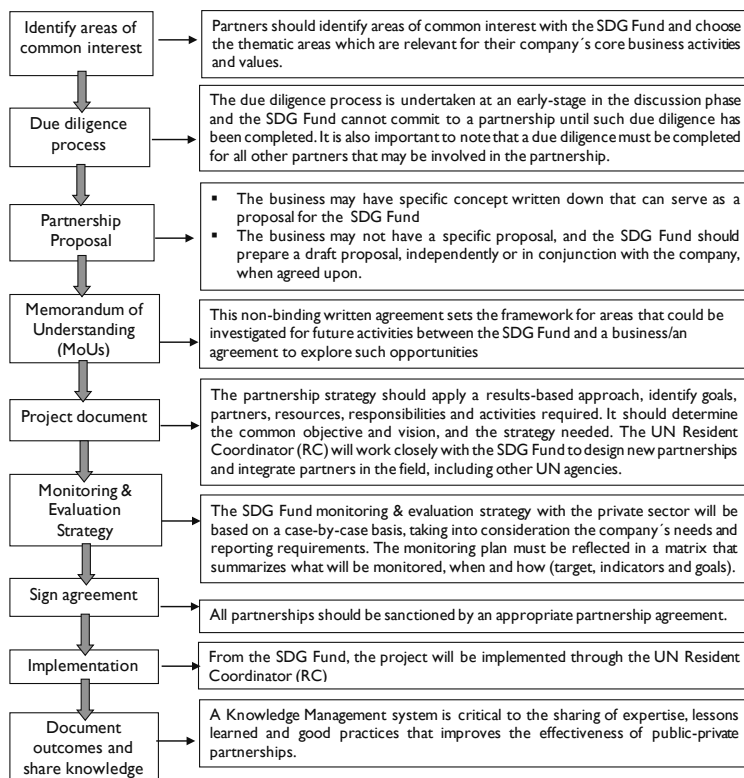 Identify areas
of common
interest
Partners should identify areas of common interest with the SDG Fund and choose
the thematic areas which are relevant for their company´s core business activities
and values.
Due diligence
process
The due diligence process is undertaken at an early-stage in the discussion phase
and the SDG Fund cannot commit to a partnership until such due diligence has
been completed. It is also important to note that a due diligence must be completed
for all other partners that may be involved in the partnership.
Partnership
Proposal
▪ The business may have specific concept written down that can serve as a
proposal for the SDG Fund
▪ The business may not have a specific proposal, and the SDG Fund should
prepare a draft proposal, independently or in conjunction with the company,
when agreed upon.
Memorandum of
Understanding
(MoUs)
This non-binding written agreement sets the framework for areas that could be
investigated for future activities between the SDG Fund and a business/an
agreement to explore such opportunities
Project document
The partnership strategy should apply a results-based approach, identify goals,
partners, resources, responsibilities and activities required. It should determine
the common objective and vision, and the strategy needed. The UN Resident
Coordinator (RC) will work closely with the SDG Fund to design new partnerships
and integrate partners in the field, including other UN agencies.
Monitoring &
Evaluation
Strategy
The SDG Fund monitoring & evaluation strategy with the private sector will be
based on a case-by-case basis, taking into consideration the company´s needs and
reporting requirements. The monitoring plan must be reflected in a matrix that
summarizes what will be monitored, when and how (target, indicators and goals).
Sign agreement
All partnerships should be sanctioned by an appropriate partnership agreement.
Implementation
From the SDG Fund, the project will be implemented through the UN Resident
Coordinator (RC)
Document
outcomes and
share knowledge
A Knowledge Management system is critical to the sharing of expertise, lessons
learned and good practices that improves the effectiveness of public-private
partnerships.